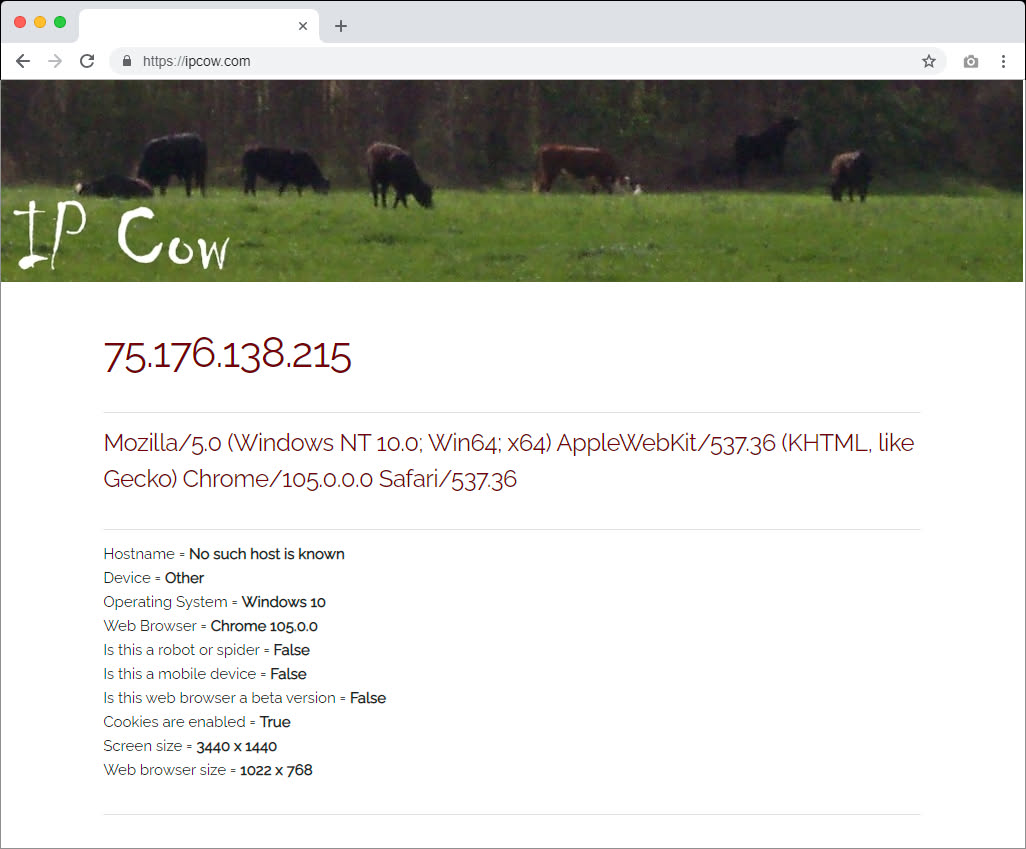 https://ipcow.com
IP Cow
75.176.138.215
Mozilla/5.0 (Windows NT 10.0; Win64; x64) AppleWebKit/537.36 (KHTML, like
Gecko) Chrome/105.0.0.0 Safari/537.36
Hostname = No such host is known
Device = Other
Operating System = Windows 10
Web Browser = Chrome 105.0.0
Is this a robot or spider = False
Is this a mobile device = False
Is this web browser a beta version = False
Cookies are enabled = True
Screen size = 3440 x 1440
Web browser size = 1022 x 768